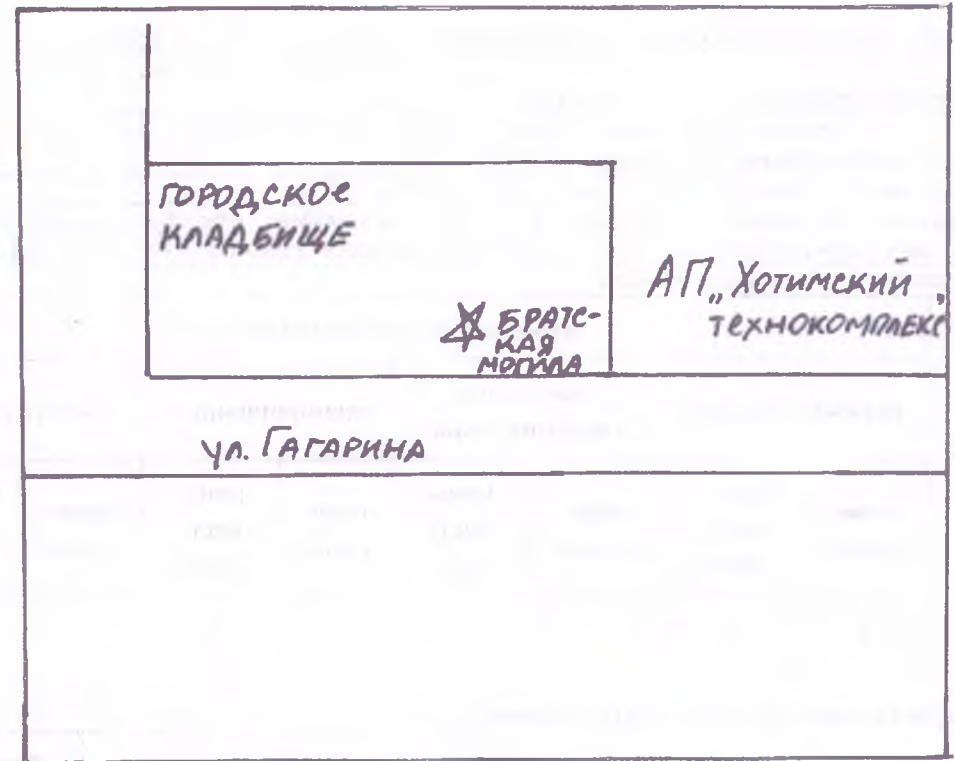 ГОРОДСКОЕ
КЛАДБИЩЕ
БРАТС-
КАЯ
МОГИЛА
АП „Хотимский
ТЕХНОКОМПЛЕКС"
ул. ГАГАРИНА